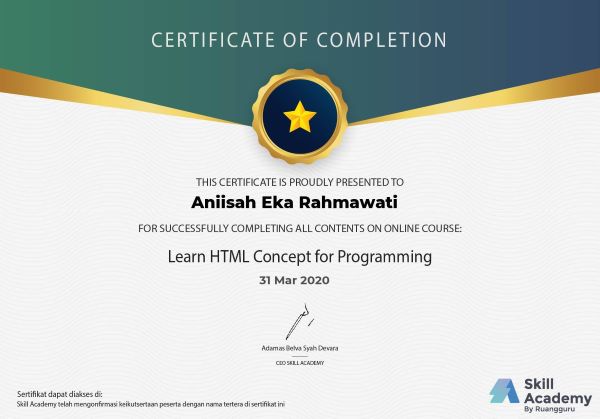 CERTIFICATE OF COMPLETION
THIS CERTIFICATE IS PROUDLY PRESENTED TO
Aniisah Eka Rahmawati
FOR SUCCESSFULLY COMPLETING ALL CONTENTS ON ONLINE COURSE:
Learn HTML Concept for Programming
31 Mar 2020
Adamas Belva Syah Devara
CEO SKILL ACADEMY
Sertifikat dapat diakses di:
Skill Academy telah mengonfirmasi keikutsertaan peserta dengan nama tertera di sertifikat ini
Skill
Academy
By Ruangguru